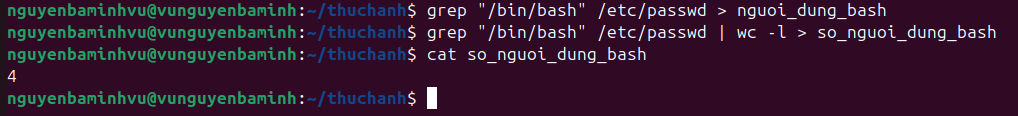 nguyenbaminhvu@vunguyenbaminh:~/thuchanh$ grep "/bin/bash" /etc/passwd > nguoi_dung_bash
nguyenbaminhvu@vunguyenbaminh:~/thuchanh$ grep "/bin/bash" /etc/passwd | wc -l > so_nguoi_dung_bash
nguyenbaminhvu@vunguyenbaminh:~/thuchanh$ cat so_nguoi_dung_bash
4
nguyenbaminhvu@vunguyenbaminh:~/thuchanh$